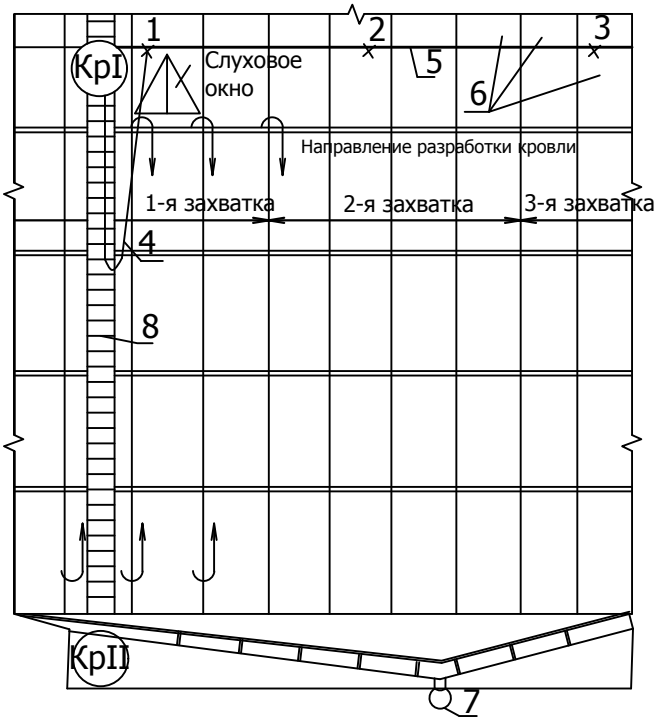 1
2
3
КрI
Слуховое
окно
5
6
Направление разработки кровли
1-я захватка
2-я захватка
3-я захватка
4
8
КрII
7